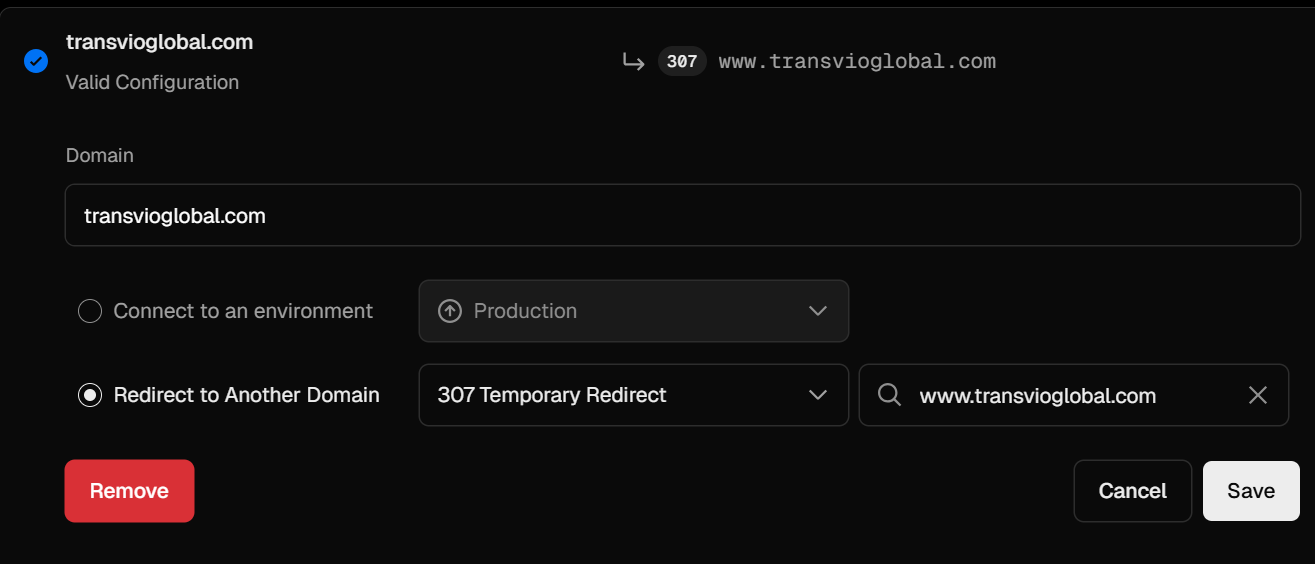 transvioglobal.com
Valid Configuration
307 www.transvioglobal.com
Domain
transvioglobal.com
Connect to an environment Production
Redirect to Another Domain 307 Temporary Redirect www.transvioglobal.com
Remove Cancel Save